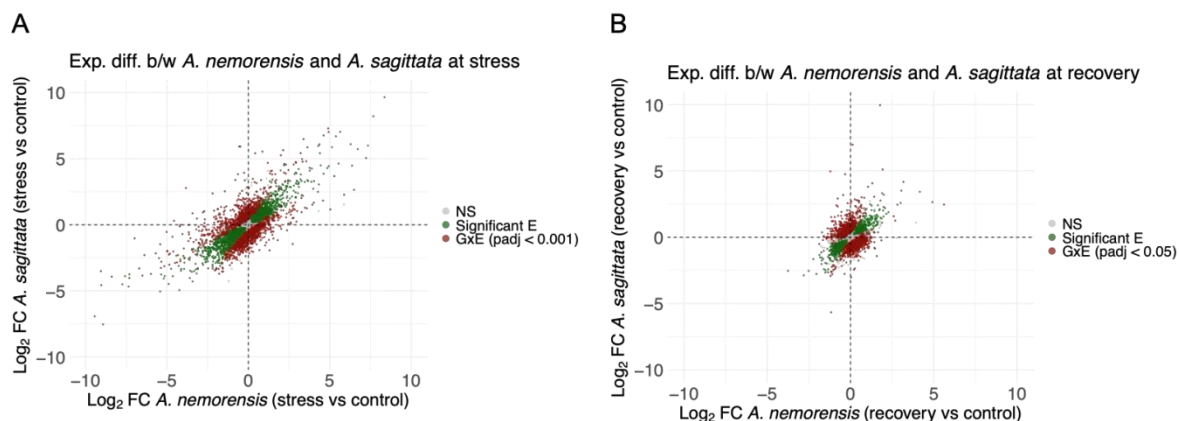 A
Exp. diff. b/w A. nemorensis and A. sagittata at stress
Log2 FC A. sagittata (stress vs control)
10
5
0
−5
−10
−10 −5 0 5 10
Log2 FC A. nemorensis (stress vs control)
NS
Significant E
GxE (padj < 0.001)
B
Exp. diff. b/w A. nemorensis and A. sagittata at recovery
Log2 FC A. sagittata (recovery vs control)
10
5
0
−5
−10
−10 −5 0 5 10
Log2 FC A. nemorensis (recovery vs control)
NS
Significant E
GxE (padj < 0.05)